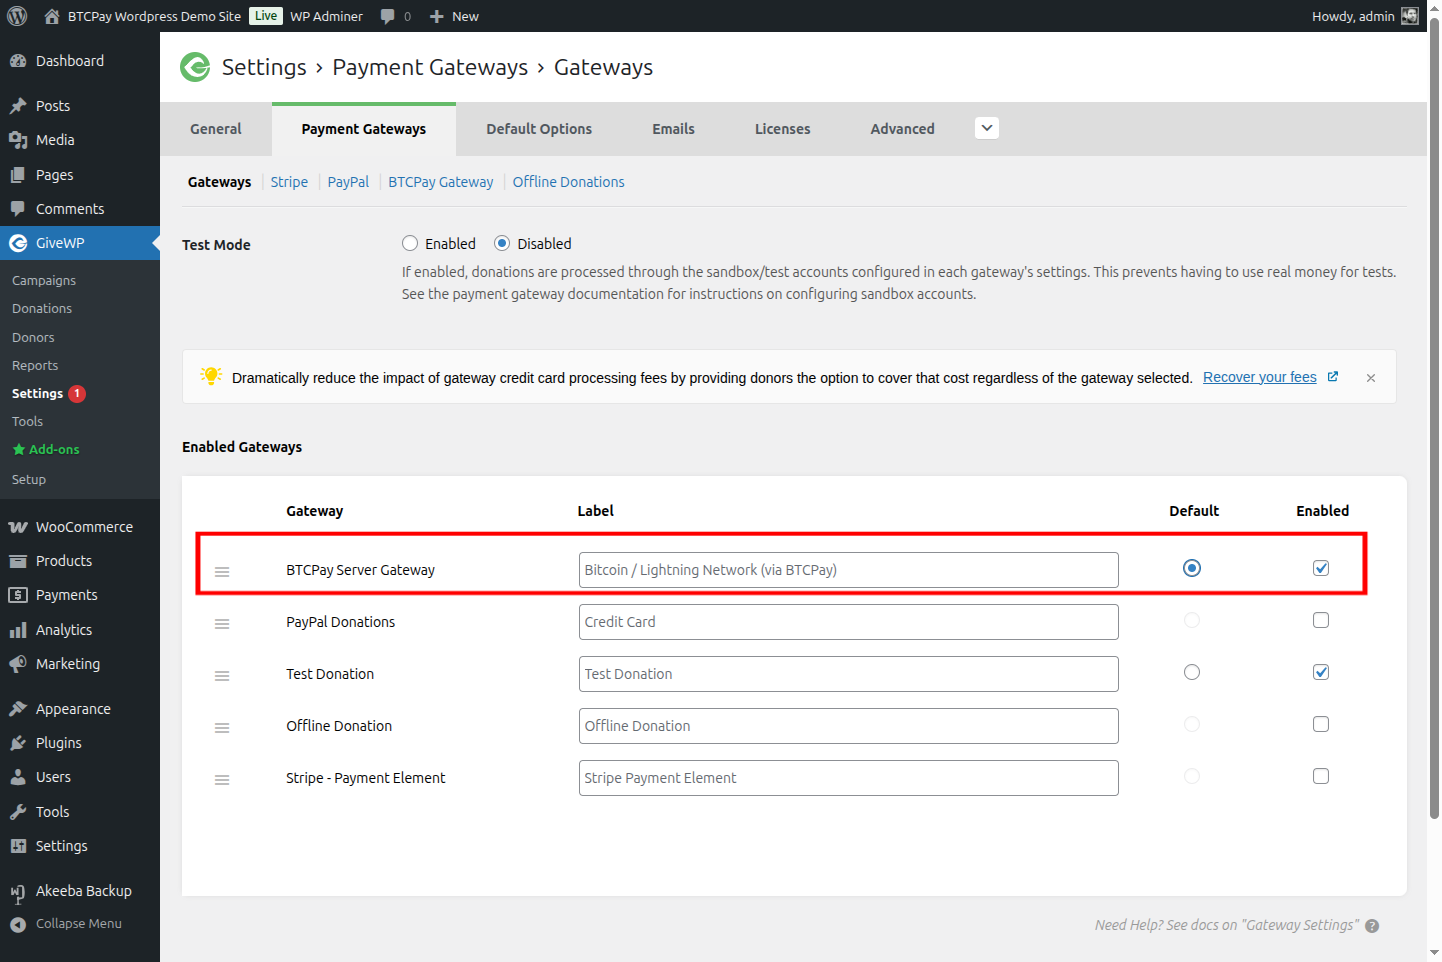 BTCPay Wordpress Demo Site Live WP Adminer 0 New Howdy, admin
Dashboard
Posts
Media
Pages
Comments
GiveWP
Campaigns
Donations
Donors
Reports
Settings 1
Tools
Add-ons
Setup
WooCommerce
Products
Payments
Analytics
Marketing
Appearance
Plugins
Users
Tools
Settings
Akeeba Backup
Collapse Menu
Settings › Payment Gateways › Gateways
General Payment Gateways Default Options Emails Licenses Advanced
Gateways Stripe PayPal BTCPay Gateway Offline Donations
Test Mode Enabled Disabled
If enabled, donations are processed through the sandbox/test accounts configured in each gateway's settings. This prevents having to use real money for tests.
See the payment gateway documentation for instructions on configuring sandbox accounts.
Dramatically reduce the impact of gateway credit card processing fees by providing donors the option to cover that cost regardless of the gateway selected. Recover your fees ×
Enabled Gateways
Gateway Label Default Enabled
BTCPay Server Gateway Bitcoin / Lightning Network (via BTCPay)
PayPal Donations Credit Card
Test Donation Test Donation
Offline Donation Offline Donation
Stripe - Payment Element Stripe Payment Element
Need Help? See docs on "Gateway Settings" ?